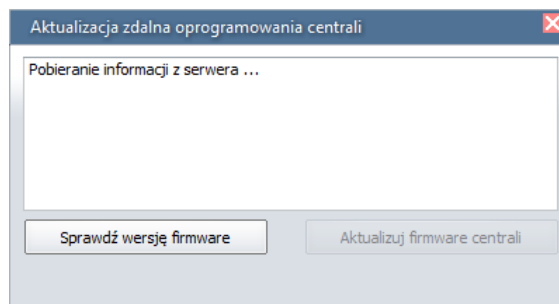 Aktualizacja zdalna oprogramowania centrali
Pobieranie informacji z serwera ...
Sprawdź wersję firmware
Aktualizuj firmware centrali